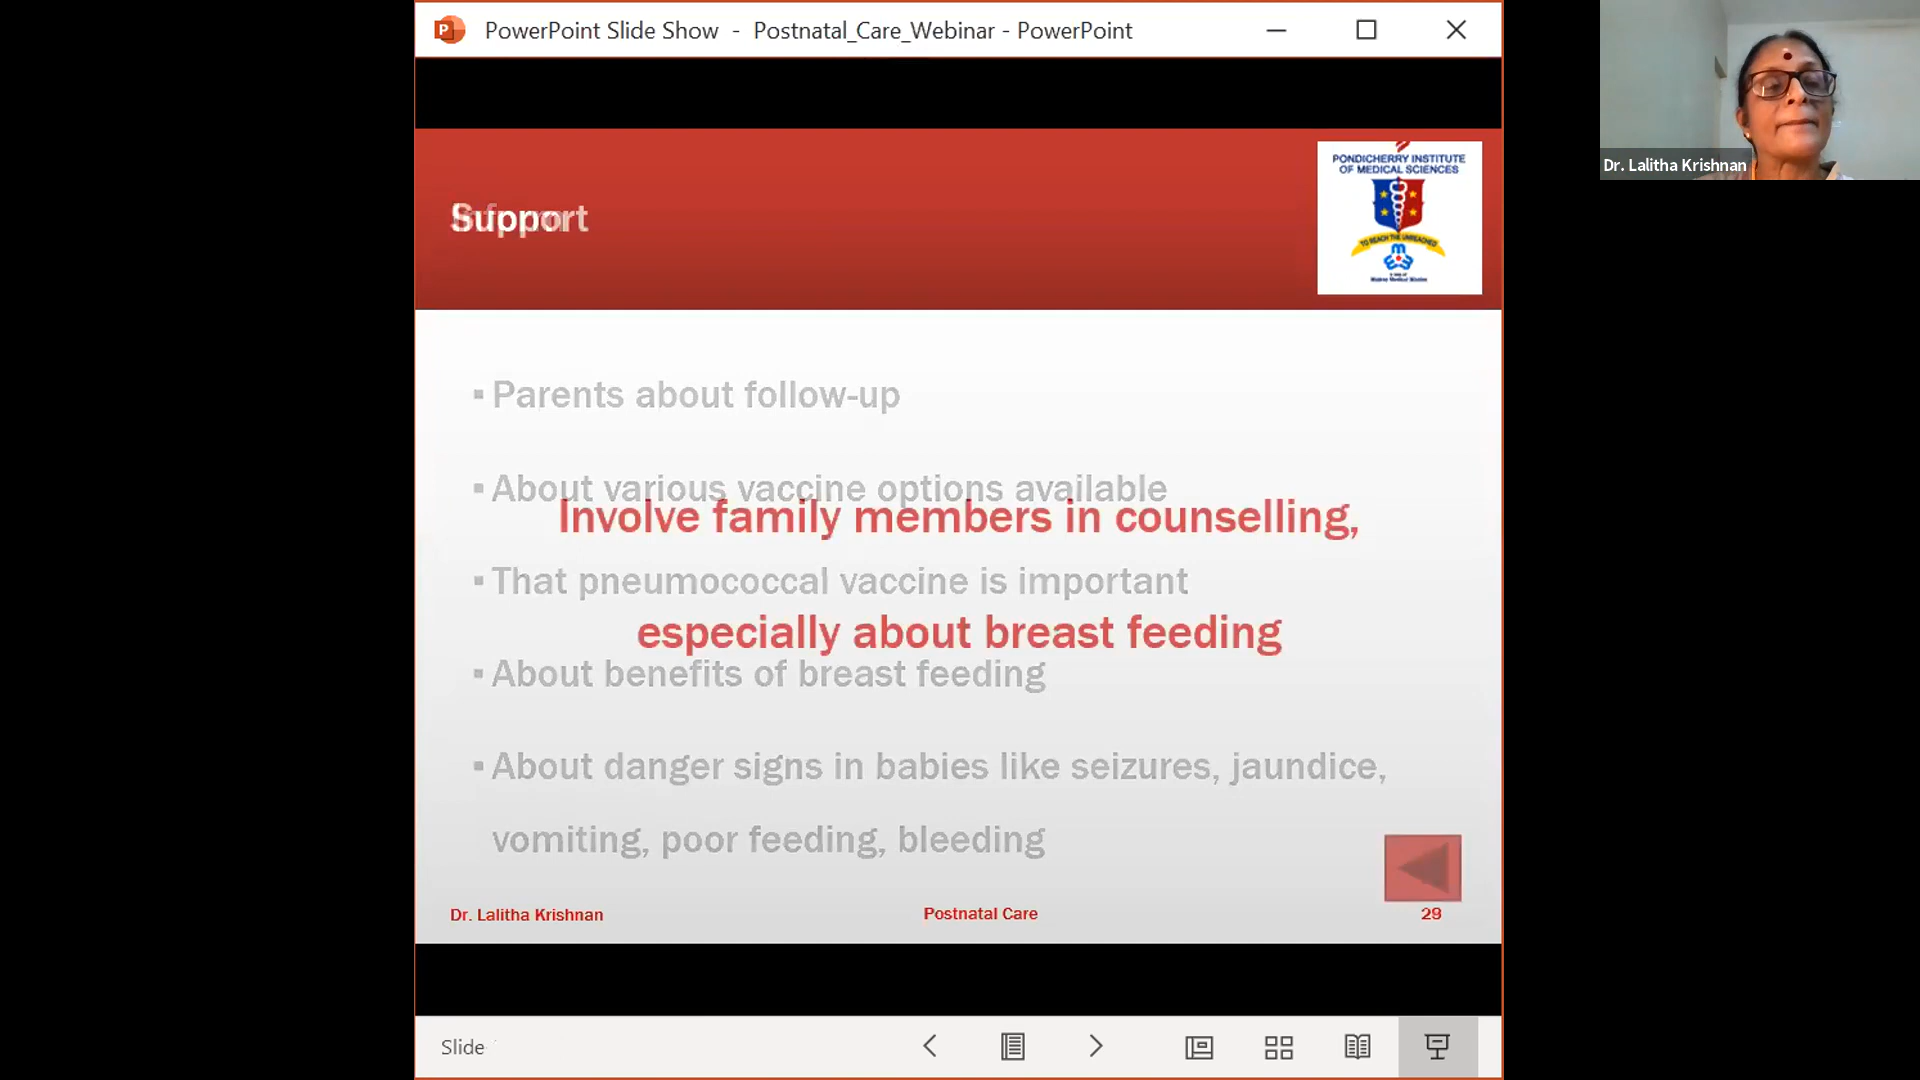 PowerPoint Slide Show - Postnatal_Care_Webinar - PowerPoint
Dr. Lalitha Krishnan
PONDICHERRY INSTITUTE
OF MEDICAL SCIENCES
TO REACH THE UNREACHED
Support
▪ Parents about follow-up
▪ About various vaccine options available
Involve family members in counselling,
▪ That pneumococcal vaccine is important
especially about breast feeding
▪ About benefits of breast feeding
▪ About danger signs in babies like seizures, jaundice,
vomiting, poor feeding, bleeding
Dr. Lalitha Krishnan
Postnatal Care
29
Slide